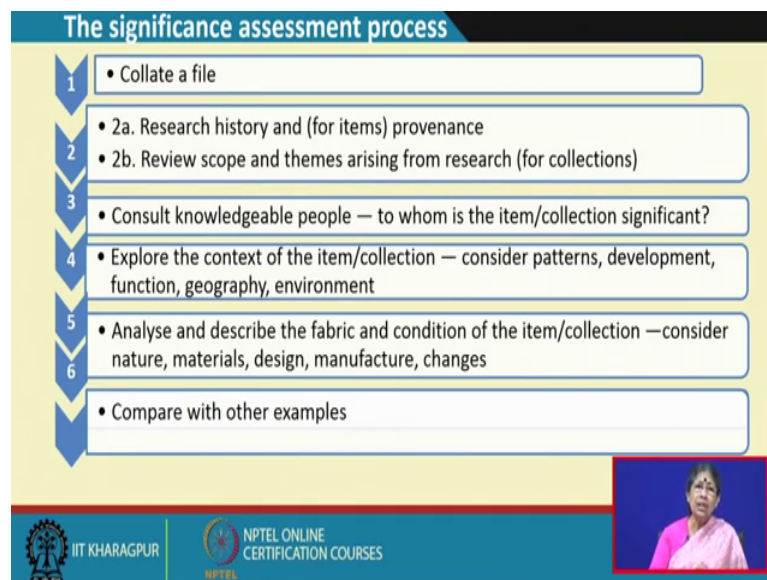 The significance assessment process
1
• Collate a file
2
• 2a. Research history and (for items) provenance
• 2b. Review scope and themes arising from research (for collections)
3
• Consult knowledgeable people — to whom is the item/collection significant?
4
• Explore the context of the item/collection — consider patterns, development,
function, geography, environment
5
• Analyse and describe the fabric and condition of the item/collection —consider
nature, materials, design, manufacture, changes
6
• Compare with other examples
IIT KHARAGPUR
NPTEL
NPTEL ONLINE
CERTIFICATION COURSES